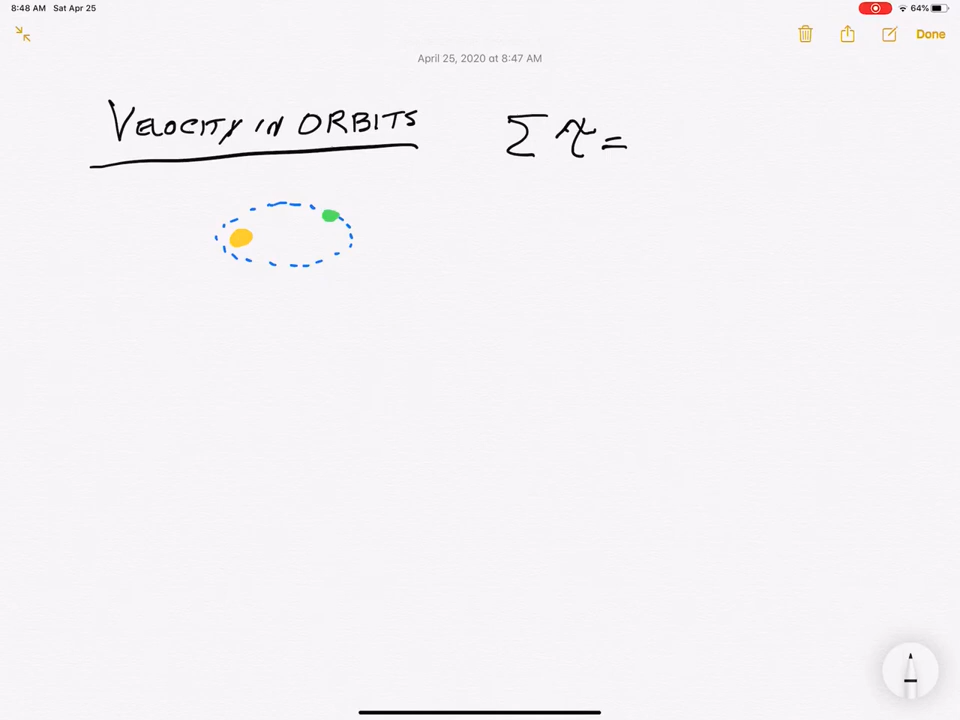 8:48 AM Sat Apr 25
64%
Done
April 25, 2020 at 8:47 AM
VELOCITY IN ORBITS
Σ τ =